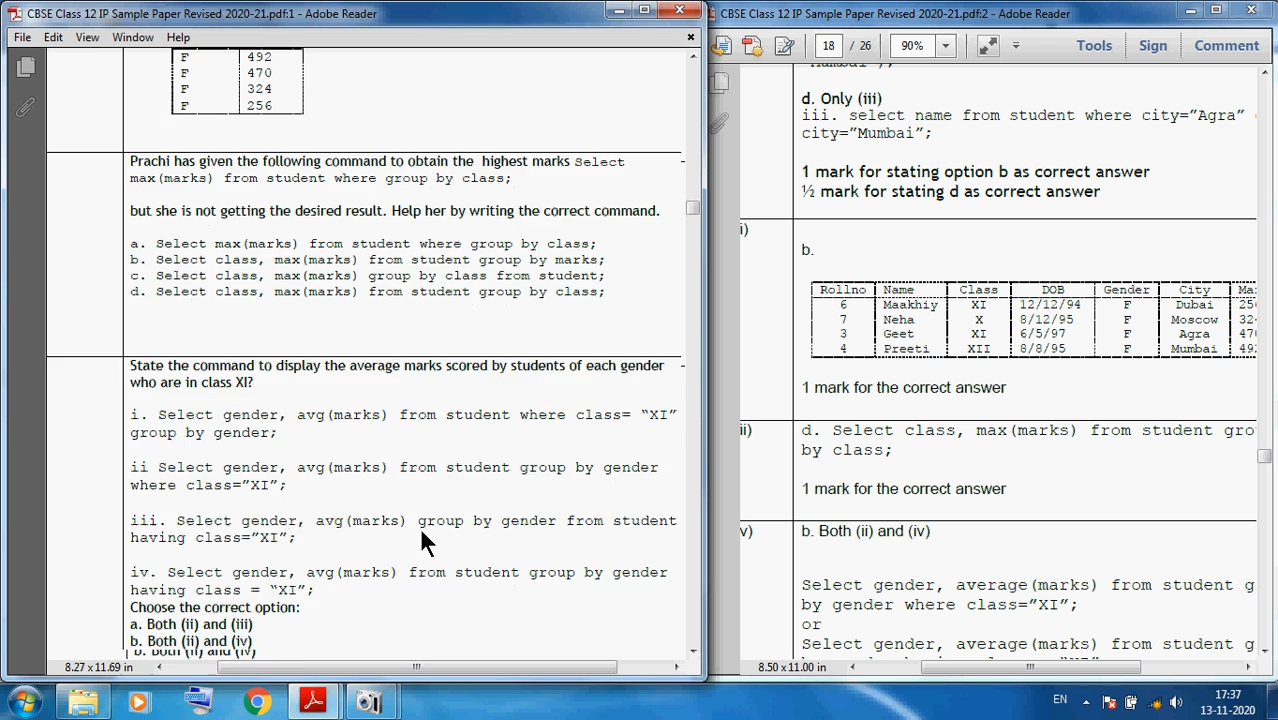 CBSE Class 12 IP Sample Paper Revised 2020-21.pdf:1 - Adobe Reader
File Edit View Window Help
F 492
F 470
F 324
F 256
Prachi has given the following command to obtain the highest marks Select
max(marks) from student where group by class;
but she is not getting the desired result. Help her by writing the correct command.
a. Select max(marks) from student where group by class;
b. Select class, max(marks) from student group by marks;
c. Select class, max(marks) group by class from student;
d. Select class, max(marks) from student group by class;
State the command to display the average marks scored by students of each gender
who are in class XI?
i. Select gender, avg(marks) from student where class= “XI”
group by gender;
ii Select gender, avg(marks) from student group by gender
where class=”XI”;
iii. Select gender, avg(marks) group by gender from student
having class=”XI”;
iv. Select gender, avg(marks) from student group by gender
having class = “XI”;
Choose the correct option:
a. Both (ii) and (iii)
b. Both (ii) and (iv)
b. Both (ii) and (iv)
8.27 x 11.69 in
CBSE Class 12 IP Sample Paper Revised 2020-21.pdf:2 - Adobe Reader
18 / 26 90% Tools Sign Comment
d. Only (iii)
iii. select name from student where city=”Agra”
city=”Mumbai”;
1 mark for stating option b as correct answer
½ mark for stating d as correct answer
i)
b.
Rollno Name Class DOB Gender City Ma
6 Maakhiy XI 12/12/94 F Dubai 25
7 Neha X 8/12/95 F Moscow 324
3 Geet XI 6/5/97 F Agra 470
4 Preeti XII 8/8/95 F Mumbai 492
1 mark for the correct answer
ii) d. Select class, max(marks) from student gro
by class;
1 mark for the correct answer
v) b. Both (ii) and (iv)
Select gender, average(marks) from student g
by gender where class=”XI”;
or
Select gender, average(marks) from student g
8.50 x 11.00 in
EN 17:37
13-11-2020